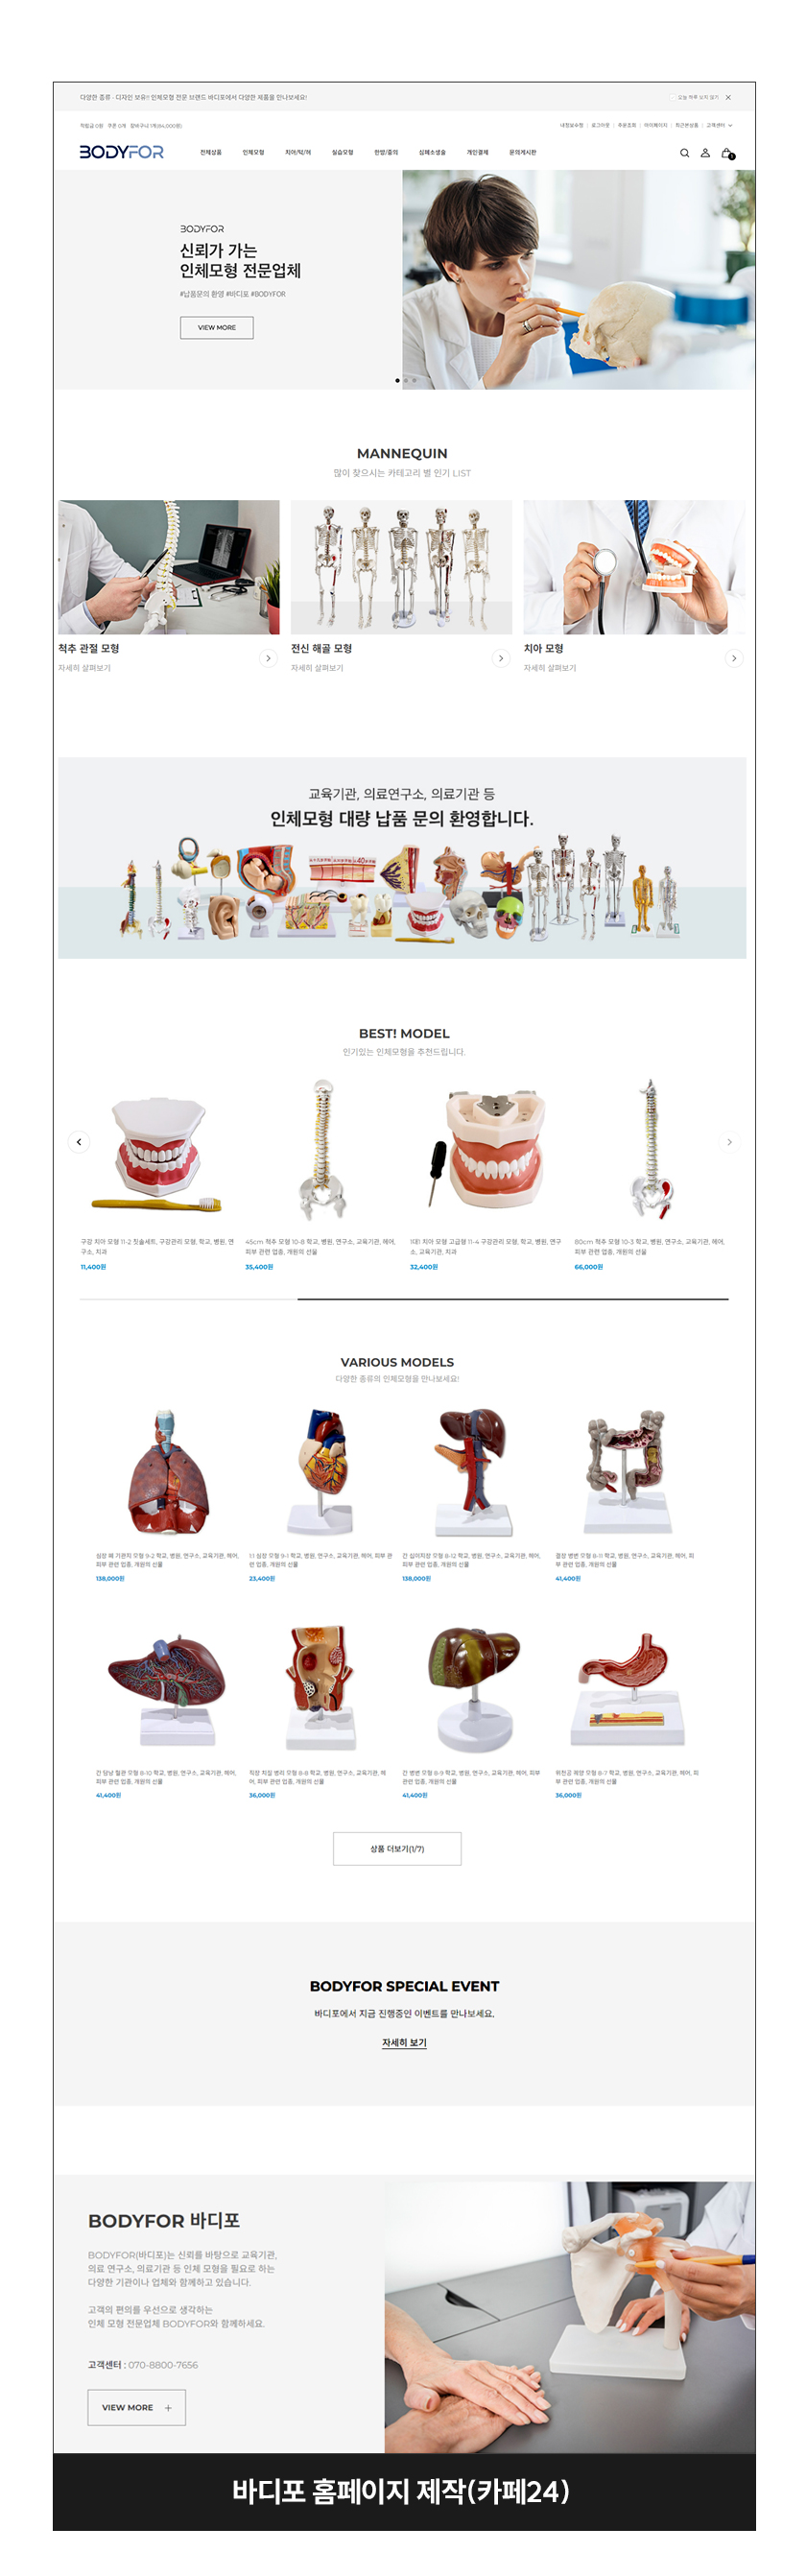 다양한 종류 · 디자인 보유!! 인체모형 전문 브랜드 바디포에서 다양한 제품을 만나보세요!
오늘 하루 보지 않기
적립금 0원 쿠폰 0개 장바구니 1개(64,000원)
내정보수정 | 로그아웃 | 주문조회 | 마이페이지 | 최근본상품 | 고객센터
BODYFOR
전체상품 인체모형 치아/턱/혀 실습모형 한방/중의 심폐소생술 개인결제 문의게시판
1
BODYFOR
신뢰가 가는
인체모형 전문업체
#납품문의 환영 #바디포 #BODYFOR
VIEW MORE
MANNEQUIN
많이 찾으시는 카테고리 별 인기 LIST
척추 관절 모형
자세히 살펴보기
전신 해골 모형
자세히 살펴보기
치아 모형
자세히 살펴보기
교육기관, 의료연구소, 의료기관 등
인체모형 대량 납품 문의 환영합니다.
BEST! MODEL
인기있는 인체모형을 추천드립니다.
구강 치아 모형 11-2 칫솔세트, 구강관리 모형, 학교, 병원, 연
구소, 치과
11,400원
45cm 척추 모형 10-8 학교, 병원, 연구소, 교육기관, 헤어,
피부 관련 업종, 개원의 선물
35,400원
1대1 치아 모형 고급형 11-4 구강관리 모형, 학교, 병원, 연구
소, 교육기관, 치과
32,400원
80cm 척추 모형 10-3 학교, 병원, 연구소, 교육기관, 헤어,
피부 관련 업종, 개원의 선물
66,000원
VARIOUS MODELS
다양한 종류의 인체모형을 만나보세요!
심장 폐 기관지 모형 9-2 학교, 병원, 연구소, 교육기관, 헤어,
피부 관련 업종, 개원의 선물
138,000원
1:1 심장 모형 9-1 학교, 병원, 연구소, 교육기관, 헤어, 피부 관
련 업종, 개원의 선물
23,400원
간 십이지장 모형 8-12 학교, 병원, 연구소, 교육기관, 헤어,
피부 관련 업종, 개원의 선물
138,000원
결장 병변 모형 8-11 학교, 병원, 연구소, 교육기관, 헤어, 피
부 관련 업종, 개원의 선물
41,400원
간 담낭 혈관 모형 8-10 학교, 병원, 연구소, 교육기관, 헤어,
피부 관련 업종, 개원의 선물
41,400원
직장 치질 병리 모형 8-8 학교, 병원, 연구소, 교육기관, 헤
어, 피부 관련 업종, 개원의 선물
36,000원
간 병변 모형 8-9 학교, 병원, 연구소, 교육기관, 헤어, 피부
관련 업종, 개원의 선물
41,400원
위천공 궤양 모형 8-7 학교, 병원, 연구소, 교육기관, 헤어, 피
부 관련 업종, 개원의 선물
36,000원
상품 더보기(1/7)
BODYFOR SPECIAL EVENT
바디포에서 지금 진행중인 이벤트를 만나보세요.
자세히 보기
BODYFOR 바디포
BODYFOR(바디포)는 신뢰를 바탕으로 교육기관,
의료 연구소, 의료기관 등 인체 모형을 필요로 하는
다양한 기관이나 업체와 함께하고 있습니다.
고객의 편의를 우선으로 생각하는
인체 모형 전문업체 BODYFOR와 함께하세요.
고객센터 : 070-8800-7656
VIEW MORE +
바디포 홈페이지 제작(카페24)